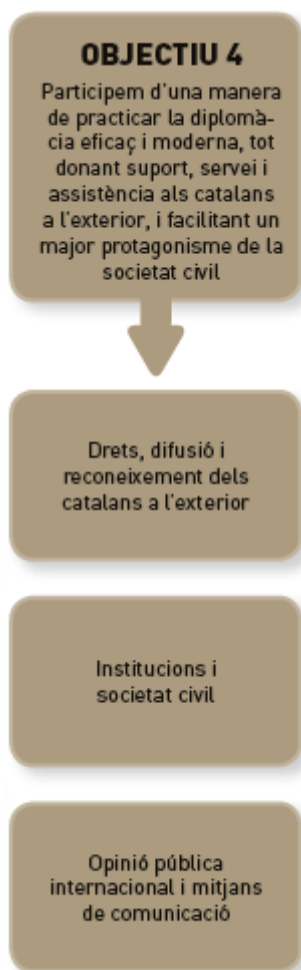 OBJECTIU 4
Participem d'una manera
de practicar la diplomà-
cia eficaç i moderna, tot
donant suport, servei i
assistència als catalans
a l'exterior, i facilitant un
major protagonisme de la
societat civil
Drets, difusió i
reconeixement dels
catalans a l'exterior
Institucions i
societat civil
Opinió pública
internacional i mitjans
de comunicació